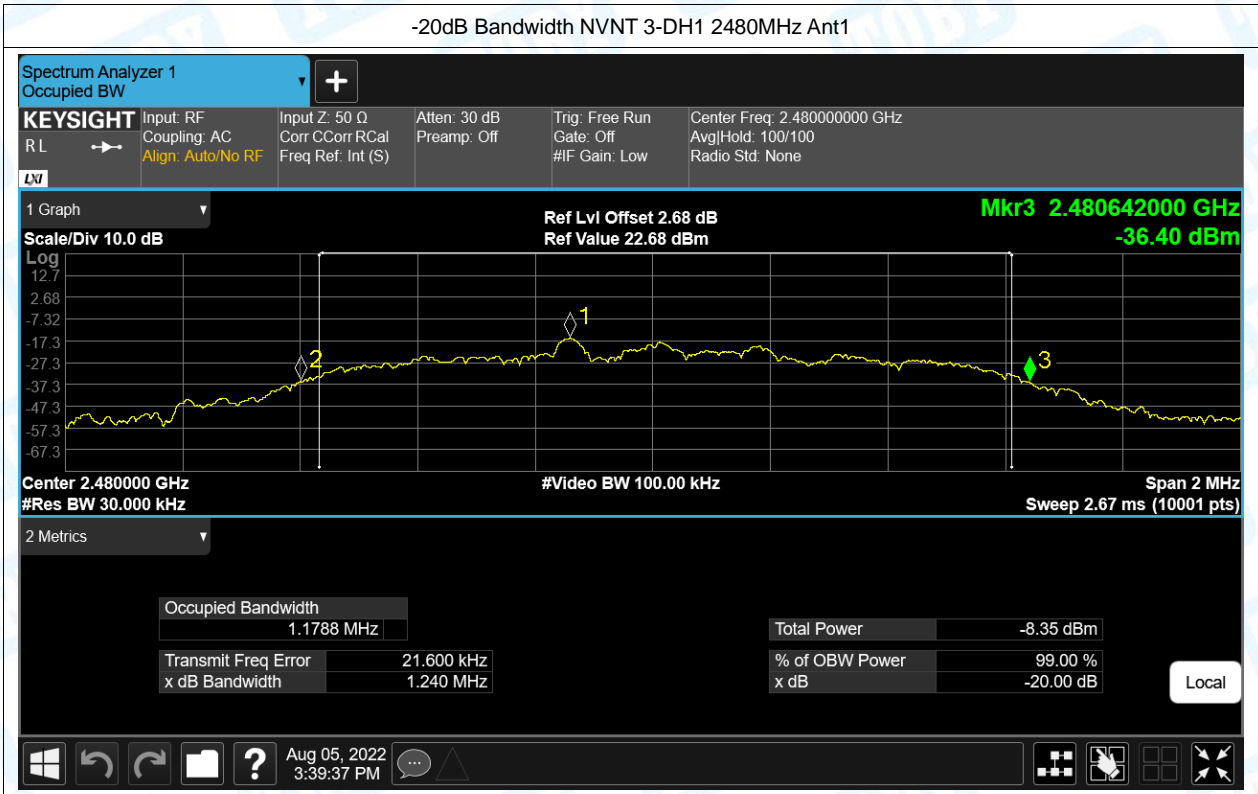 -20dB Bandwidth NVNT 3-DH1 2480MHz Ant1
Spectrum Analyzer 1
Occupied BW
KEYSIGHT
R L
LXI
Input: RF
Coupling: AC
Align: Auto/No RF
Input Z: 50 Ω
Corr CCorr RCal
Freq Ref: Int (S)
Atten: 30 dB
Preamp: Off
Trig: Free Run
Gate: Off
#IF Gain: Low
Center Freq: 2.480000000 GHz
Avg|Hold: 100/100
Radio Std: None
1 Graph
Scale/Div 10.0 dB
Ref Lvl Offset 2.68 dB
Ref Value 22.68 dBm
Mkr3 2.480642000 GHz
-36.40 dBm
Log
12.7
2.68
-7.32
-17.3
-27.3
-37.3
-47.3
-57.3
-67.3
1
2
3
Center 2.480000 GHz
#Video BW 100.00 kHz
Span 2 MHz
#Res BW 30.000 kHz
Sweep 2.67 ms (10001 pts)
2 Metrics
Occupied Bandwidth
1.1788 MHz
Transmit Freq Error 21.600 kHz
x dB Bandwidth 1.240 MHz
Total Power -8.35 dBm
% of OBW Power 99.00 %
x dB -20.00 dB
Local
?
Aug 05, 2022
3:39:37 PM